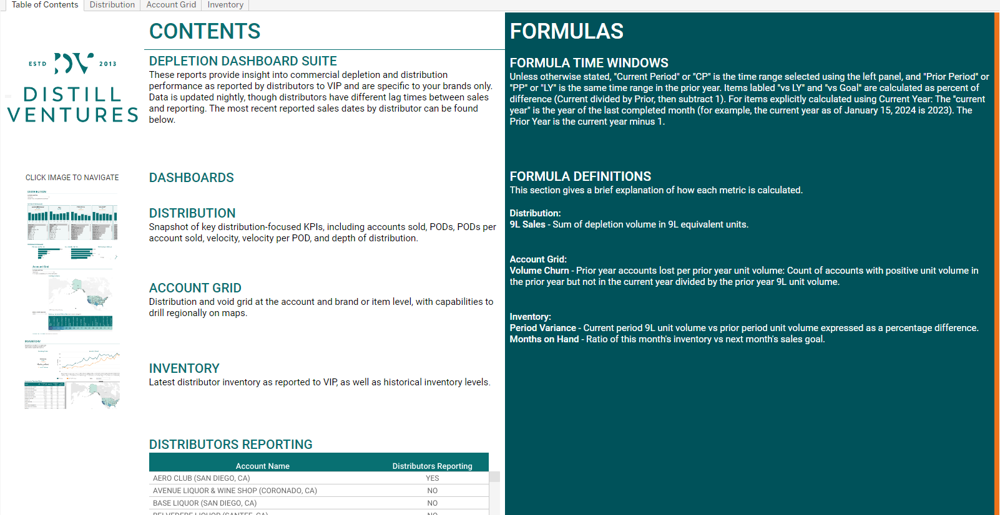 Table of Contents
Distribution
Account Grid
Inventory
ESTD
DV
2013
DISTILL
VENTURES
CONTENTS
DEPLETION DASHBOARD SUITE
These reports provide insight into commercial depletion and distribution
performance as reported by distributors to VIP and are specific to your brands only.
Data is updated nightly, though distributors have different lag times between sales
and reporting. The most recent reported sales dates by distributor can be found
below.
CLICK IMAGE TO NAVIGATE
DISTRIBUTION
Account Grid
INVENTORY
DASHBOARDS
DISTRIBUTION
Snapshot of key distribution-focused KPIs, including accounts sold, PODs, PODs per
account sold, velocity, velocity per POD, and depth of distribution.
ACCOUNT GRID
Distribution and void grid at the account and brand or item level, with capabilities to
drill regionally on maps.
INVENTORY
Latest distributor inventory as reported to VIP, as well as historical inventory levels.
DISTRIBUTORS REPORTING
Account Name Distributors Reporting
AERO CLUB (SAN DIEGO, CA) YES
AVENUE LIQUOR & WINE SHOP (CORONADO, CA) NO
BASE LIQUOR (SAN DIEGO, CA) NO
BELVEDERE LIQUOR (SANTEE, CA) NO
FORMULAS
FORMULA TIME WINDOWS
Unless otherwise stated, "Current Period" or "CP" is the time range selected using the left panel, and "Prior Period" or
"PP" or "LY" is the same time range in the prior year. Items labled "vs LY" and "vs Goal" are calculated as percent of
difference (Current divided by Prior, then subtract 1). For items explicitly calculated using Current Year: The "current
year" is the year of the last completed month (for example, the current year as of January 15, 2024 is 2023). The
Prior Year is the current year minus 1.
FORMULA DEFINITIONS
This section gives a brief explanation of how each metric is calculated.
Distribution:
9L Sales - Sum of depletion volume in 9L equivalent units.
Account Grid:
Volume Churn - Prior year accounts lost per prior year unit volume: Count of accounts with positive unit volume in
the prior year but not in the current year divided by the prior year 9L unit volume.
Inventory:
Period Variance - Current period 9L unit volume vs prior period unit volume expressed as a percentage difference.
Months on Hand - Ratio of this month's inventory vs next month's sales goal.